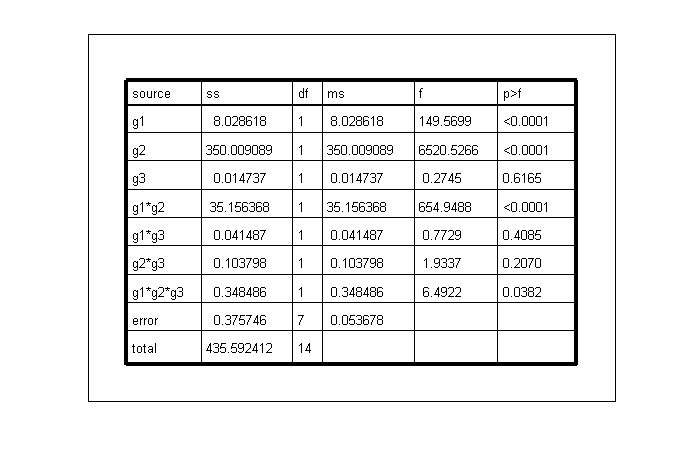 source ss df ms f p>f
g1 8.028618 1 8.028618 149.5699 <0.0001
g2 350.009089 1 350.009089 6520.5266 <0.0001
g3 0.014737 1 0.014737 0.2745 0.6165
g1*g2 35.156368 1 35.156368 654.9488 <0.0001
g1*g3 0.041487 1 0.041487 0.7729 0.4085
g2*g3 0.103798 1 0.103798 1.9337 0.2070
g1*g2*g3 0.348486 1 0.348486 6.4922 0.0382
error 0.375746 7 0.053678
total 435.592412 14